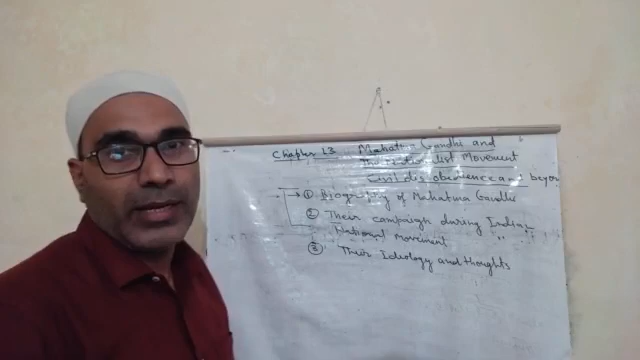 Chapter 13 Mahatma Gandhi and
the Nationalist Movement
Civil disobedience and beyon
① Biography of Mahatma Gandhi
② Their campaign during Indian
National Movement
③ Their Ideology and thoughts